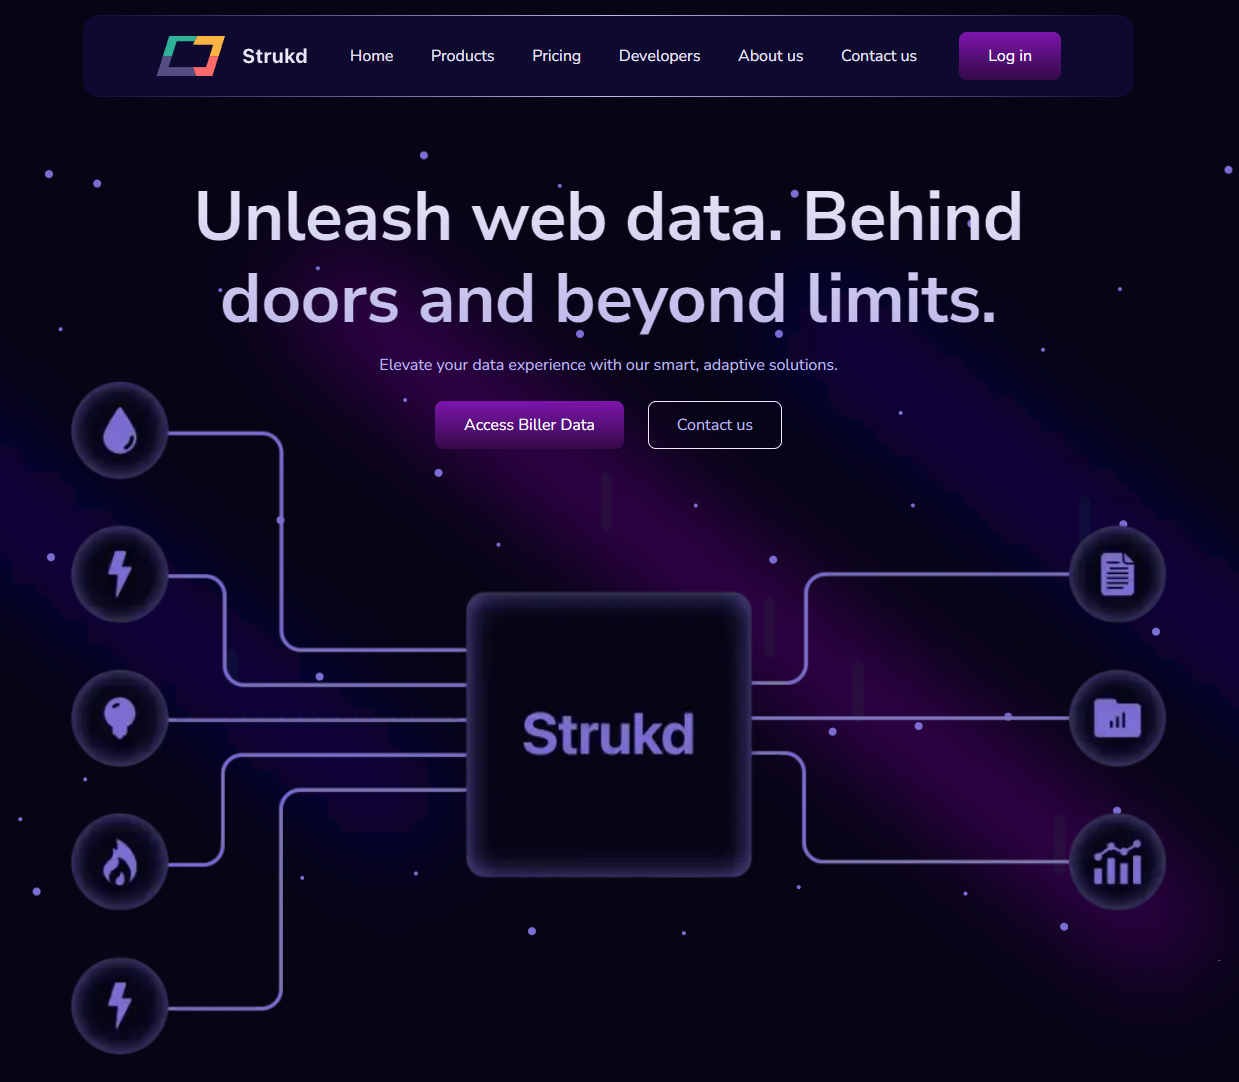 Strukd
Home
Products
Pricing
Developers
About us
Contact us
Log in
Unleash web data. Behind
doors and beyond limits.
Elevate your data experience with our smart, adaptive solutions.
Access Biller Data
Contact us
Strukd